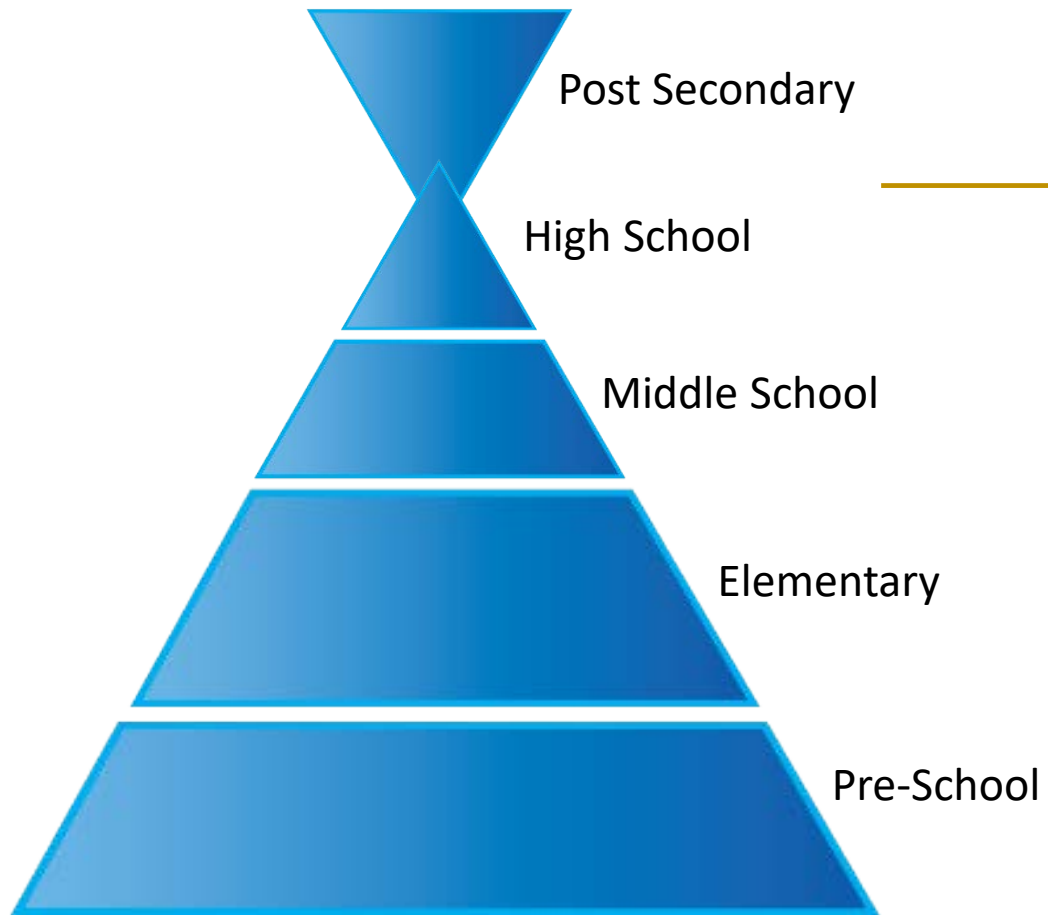 Post Secondary
High School
Middle School
Elementary
Pre-School